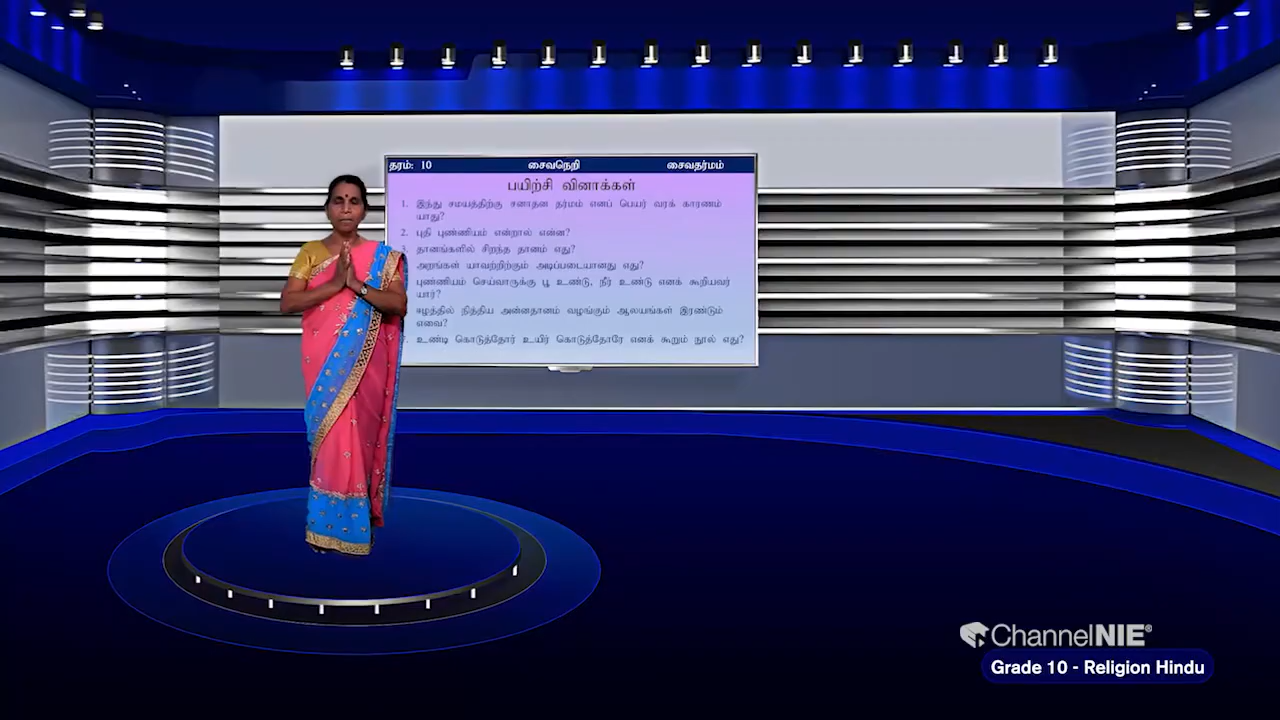 தரம்: 10 சைவநெறி சைவதர்மம்
பயிற்சி வினாக்கள்
1. இந்து சமயத்திற்கு சனாதன தர்மம் எனப் பெயர் வரக் காரணம்
யாது?
2. புதி புண்ணியம் என்றால் என்ன?
3. தானங்களில் சிறந்த தானம் எது?
அறங்கள் யாவற்றிற்கும் அடிப்படையானது எது?
புண்ணியம் செய்வாருக்கு பூ உண்டு, நீர் உண்டு எனக் கூறியவர்
யார்?
ஈழத்தில் நித்திய அன்னதானம் வழங்கும் ஆலயங்கள் இரண்டும்
எவை?
உண்டி கொடுத்தோர் உயிர் கொடுத்தோரே எனக் கூறும் நூல் எது?
ChannelNIE®
Grade 10 - Religion Hindu